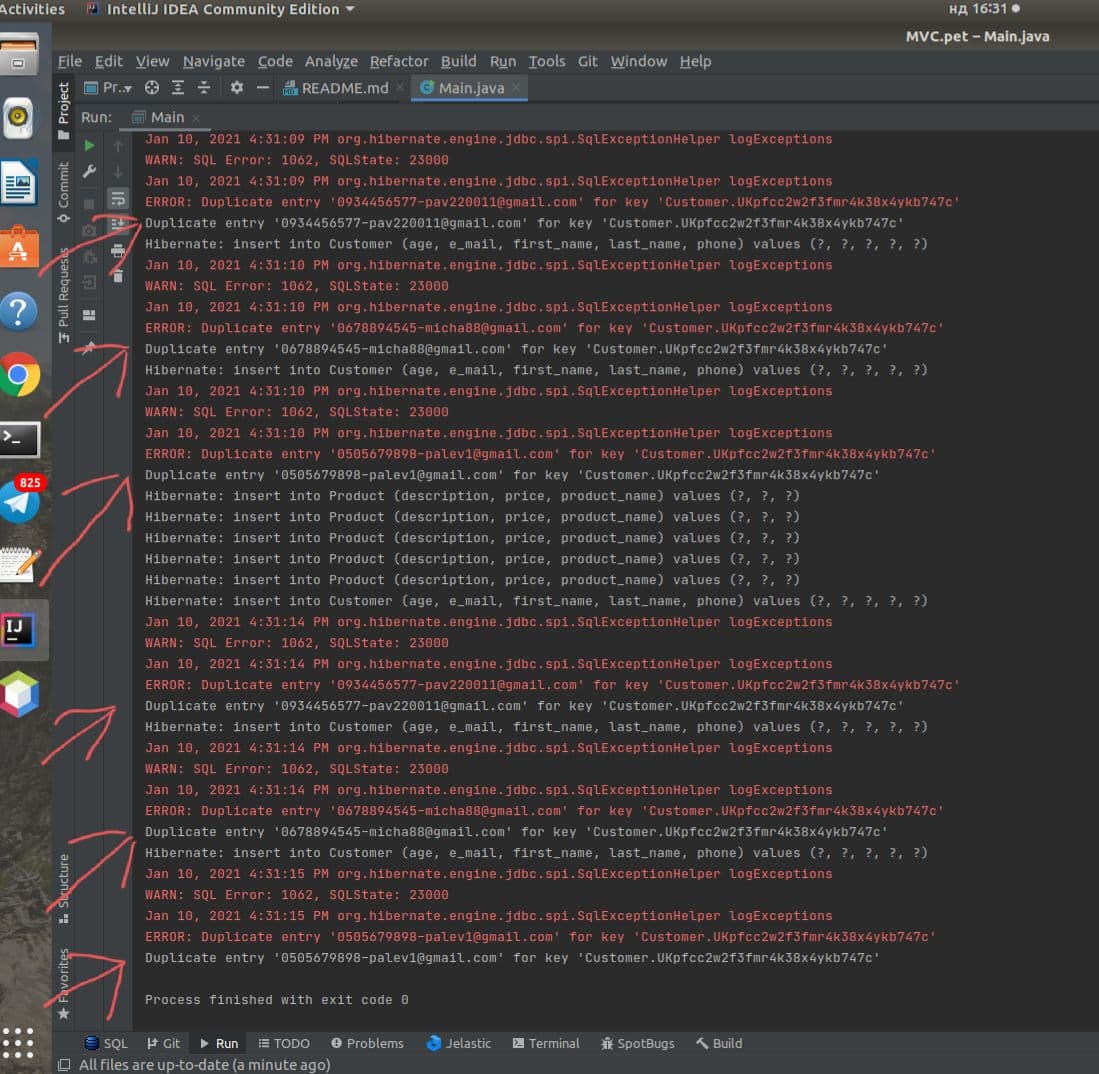 Activities
IntelliJ IDEA Community Edition
нд 16:31
MVC.pet – Main.java
File Edit View Navigate Code Analyze Refactor Build Run Tools Git Window Help
Pr..
README.md
Main.java
Run:
Main
Project
Commit
Pull Requests
Structure
Favorites
825
IJ
Jan 10, 2021 4:31:09 PM org.hibernate.engine.jdbc.spi.SqlExceptionHelper logExceptions
WARN: SQL Error: 1062, SQLState: 23000
Jan 10, 2021 4:31:09 PM org.hibernate.engine.jdbc.spi.SqlExceptionHelper logExceptions
ERROR: Duplicate entry '0934456577-pav220011@gmail.com' for key 'Customer.UKpfcc2w2f3fmr4k38x4ykb747c'
Duplicate entry '0934456577-pav220011@gmail.com' for key 'Customer.UKpfcc2w2f3fmr4k38x4ykb747c'
Hibernate: insert into Customer (age, e_mail, first_name, last_name, phone) values (?, ?, ?, ?, ?)
Jan 10, 2021 4:31:10 PM org.hibernate.engine.jdbc.spi.SqlExceptionHelper logExceptions
WARN: SQL Error: 1062, SQLState: 23000
Jan 10, 2021 4:31:10 PM org.hibernate.engine.jdbc.spi.SqlExceptionHelper logExceptions
ERROR: Duplicate entry '0678894545-micha88@gmail.com' for key 'Customer.UKpfcc2w2f3fmr4k38x4ykb747c'
Duplicate entry '0678894545-micha88@gmail.com' for key 'Customer.UKpfcc2w2f3fmr4k38x4ykb747c'
Hibernate: insert into Customer (age, e_mail, first_name, last_name, phone) values (?, ?, ?, ?, ?)
Jan 10, 2021 4:31:10 PM org.hibernate.engine.jdbc.spi.SqlExceptionHelper logExceptions
WARN: SQL Error: 1062, SQLState: 23000
Jan 10, 2021 4:31:10 PM org.hibernate.engine.jdbc.spi.SqlExceptionHelper logExceptions
ERROR: Duplicate entry '0505679898-palev1@gmail.com' for key 'Customer.UKpfcc2w2f3fmr4k38x4ykb747c'
Duplicate entry '0505679898-palev1@gmail.com' for key 'Customer.UKpfcc2w2f3fmr4k38x4ykb747c'
Hibernate: insert into Product (description, price, product_name) values (?, ?, ?)
Hibernate: insert into Product (description, price, product_name) values (?, ?, ?)
Hibernate: insert into Product (description, price, product_name) values (?, ?, ?)
Hibernate: insert into Product (description, price, product_name) values (?, ?, ?)
Hibernate: insert into Product (description, price, product_name) values (?, ?, ?)
Hibernate: insert into Customer (age, e_mail, first_name, last_name, phone) values (?, ?, ?, ?, ?)
Jan 10, 2021 4:31:14 PM org.hibernate.engine.jdbc.spi.SqlExceptionHelper logExceptions
WARN: SQL Error: 1062, SQLState: 23000
Jan 10, 2021 4:31:14 PM org.hibernate.engine.jdbc.spi.SqlExceptionHelper logExceptions
ERROR: Duplicate entry '0934456577-pav220011@gmail.com' for key 'Customer.UKpfcc2w2f3fmr4k38x4ykb747c'
Duplicate entry '0934456577-pav220011@gmail.com' for key 'Customer.UKpfcc2w2f3fmr4k38x4ykb747c'
Hibernate: insert into Customer (age, e_mail, first_name, last_name, phone) values (?, ?, ?, ?, ?)
Jan 10, 2021 4:31:14 PM org.hibernate.engine.jdbc.spi.SqlExceptionHelper logExceptions
WARN: SQL Error: 1062, SQLState: 23000
Jan 10, 2021 4:31:14 PM org.hibernate.engine.jdbc.spi.SqlExceptionHelper logExceptions
ERROR: Duplicate entry '0678894545-micha88@gmail.com' for key 'Customer.UKpfcc2w2f3fmr4k38x4ykb747c'
Duplicate entry '0678894545-micha88@gmail.com' for key 'Customer.UKpfcc2w2f3fmr4k38x4ykb747c'
Hibernate: insert into Customer (age, e_mail, first_name, last_name, phone) values (?, ?, ?, ?, ?)
Jan 10, 2021 4:31:15 PM org.hibernate.engine.jdbc.spi.SqlExceptionHelper logExceptions
WARN: SQL Error: 1062, SQLState: 23000
Jan 10, 2021 4:31:15 PM org.hibernate.engine.jdbc.spi.SqlExceptionHelper logExceptions
ERROR: Duplicate entry '0505679898-palev1@gmail.com' for key 'Customer.UKpfcc2w2f3fmr4k38x4ykb747c'
Duplicate entry '0505679898-palev1@gmail.com' for key 'Customer.UKpfcc2w2f3fmr4k38x4ykb747c'
Process finished with exit code 0
SQL Git Run TODO Problems Jelastic Terminal SpotBugs Build
All files are up-to-date (a minute ago)